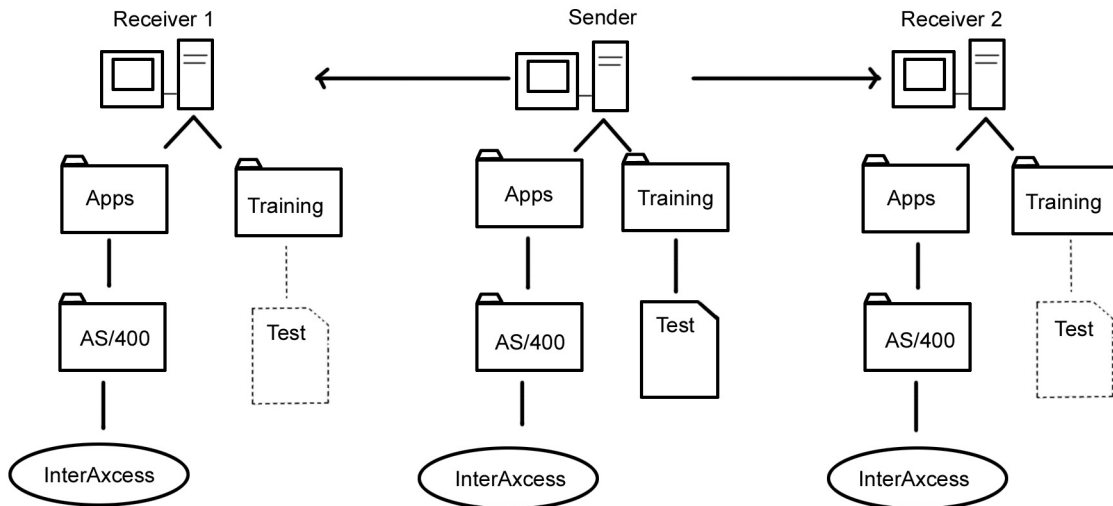 Receiver 1
Sender
Receiver 2
Apps
Training
Apps
Training
Apps
Training
AS/400
Test
AS/400
Test
AS/400
Test
InterAxcess
InterAxcess
InterAxcess